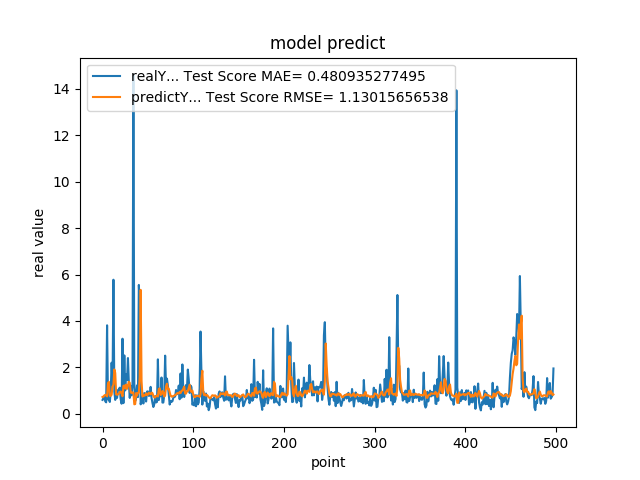 model predict
realY... Test Score MAE= 0.480935277495
predictY... Test Score RMSE= 1.13015656538
real value
14
12
10
8
6
4
2
0
0 100 200 300 400 500
point